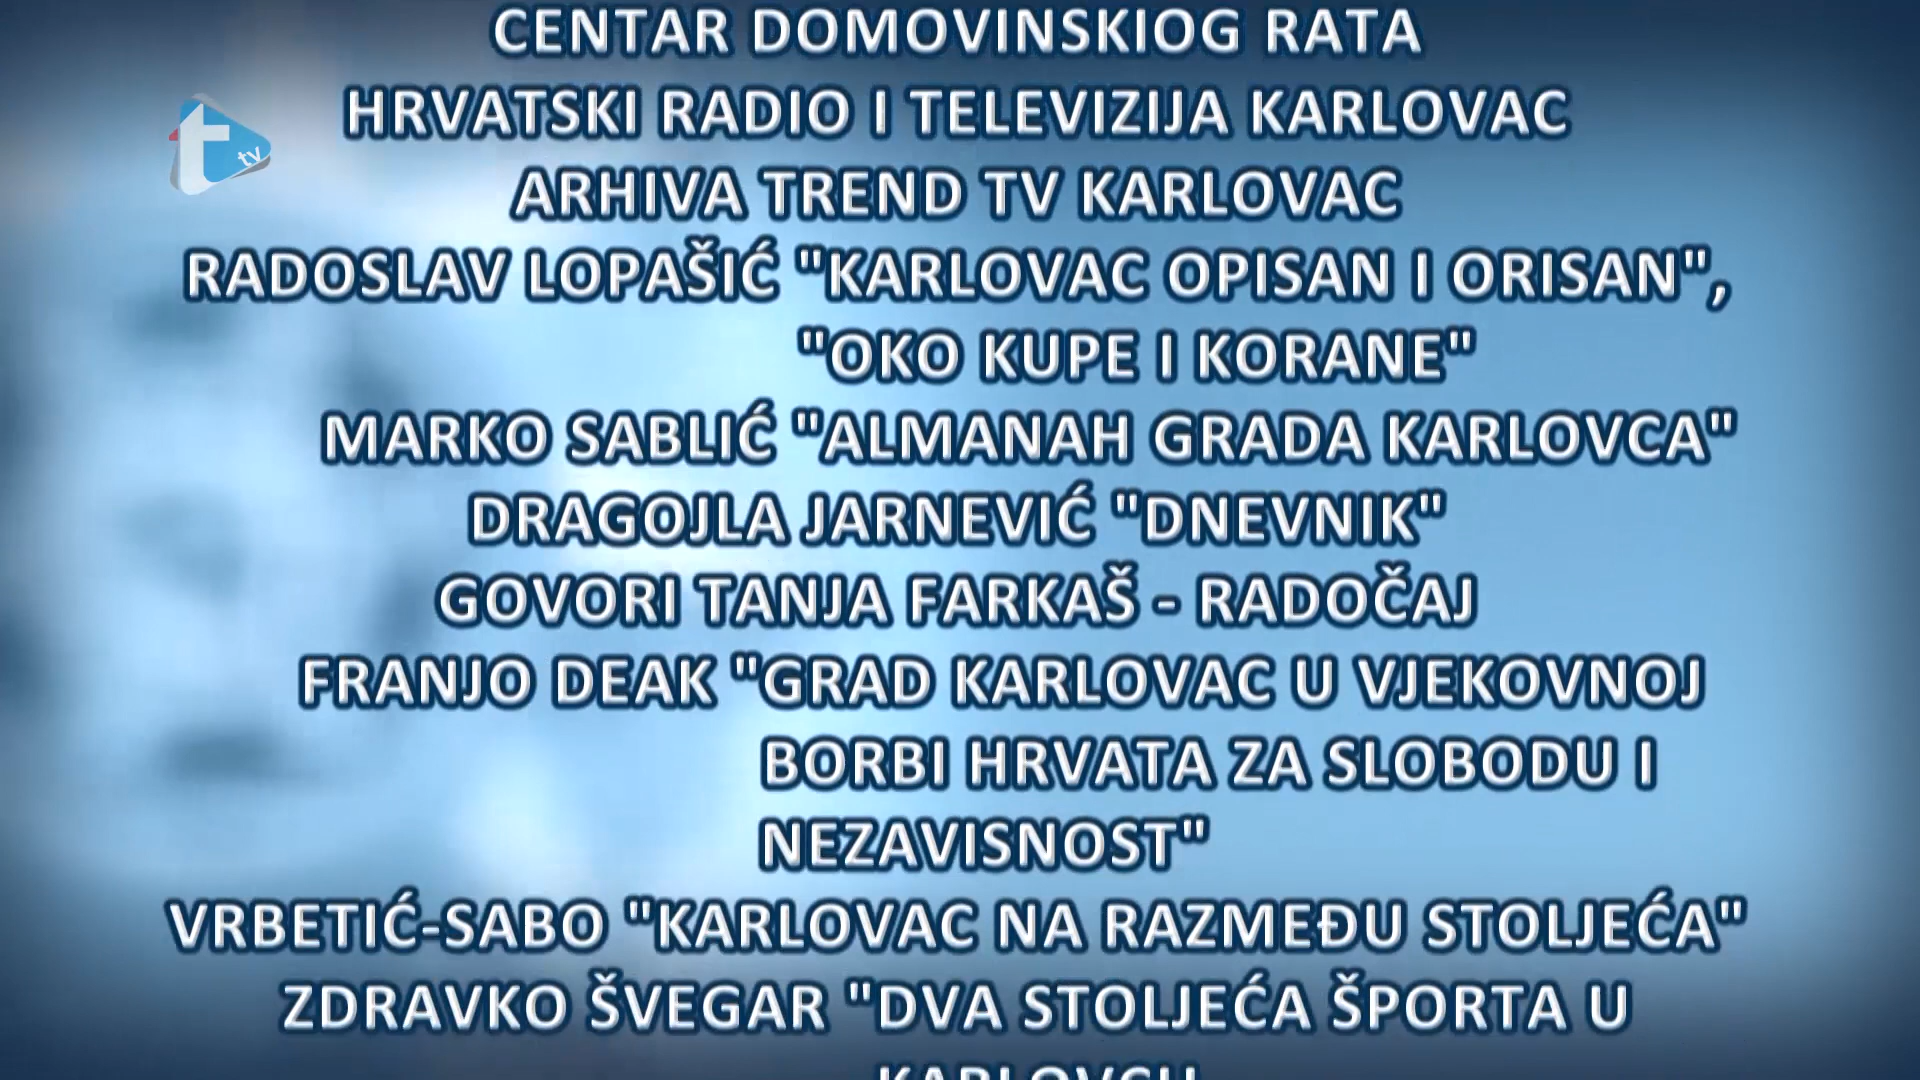 CENTAR DOMOVINSKIOG RATA
HRVATSKI RADIO I TELEVIZIJA KARLOVAC
t tv
ARHIVA TREND TV KARLOVAC
RADOSLAV LOPAŠIĆ "KARLOVAC OPISAN I ORISAN",
"OKO KUPE I KORANE"
MARKO SABLIĆ "ALMANAH GRADA KARLOVCA"
DRAGOJLA JARNEVIĆ "DNEVNIK"
GOVORI TANJA FARKAŠ - RADOČAJ
FRANJO DEAK "GRAD KARLOVAC U VJEKOVNOJ
BORBI HRVATA ZA SLOBODU I
NEZAVISNOST"
VRBETIĆ-SABO "KARLOVAC NA RAZMEĐU STOLJEĆA"
ZDRAVKO ŠVEGAR "DVA STOLJEĆA ŠPORTA U
KARLOVCU